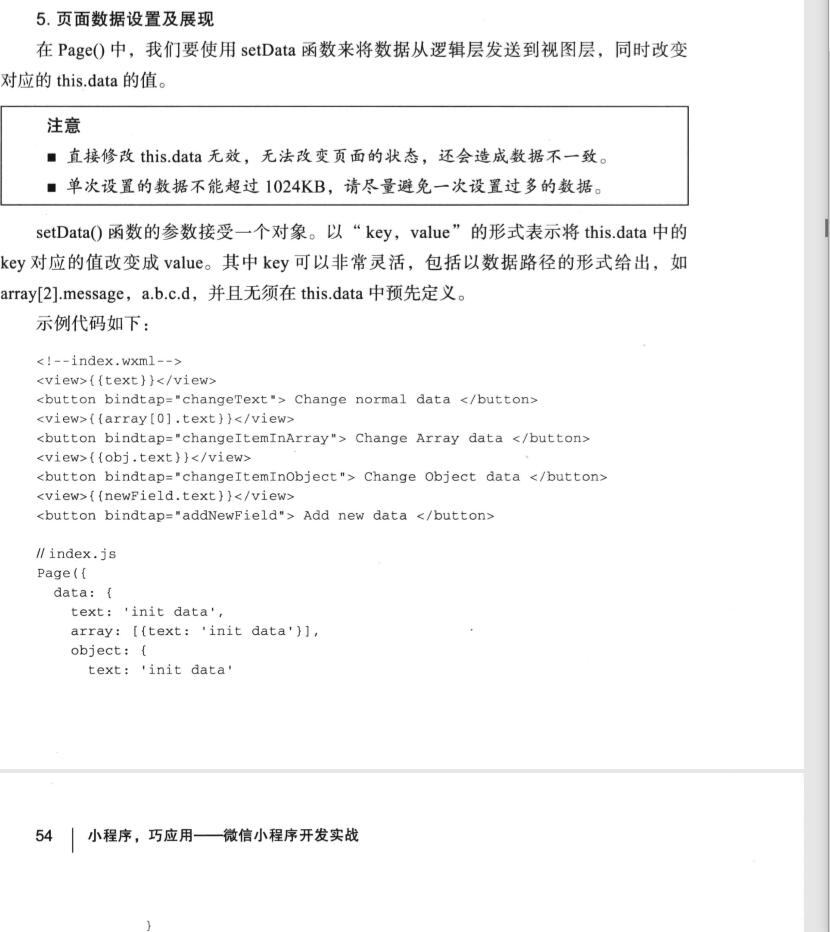 5. 页面数据设置及展现
在 Page() 中，我们要使用 setData 函数来将数据从逻辑层发送到视图层，同时改变
对应的 this.data 的值。
注意
■ 直接修改 this.data 无效，无法改变页面的状态，还会造成数据不一致。
■ 单次设置的数据不能超过 1024KB，请尽量避免一次设置过多的数据。
setData() 函数的参数接受一个对象。以“ key，value”的形式表示将 this.data 中的
key 对应的值改变成 value。其中 key 可以非常灵活，包括以数据路径的形式给出，如
array[2].message，a.b.c.d，并且无须在 this.data 中预先定义。
示例代码如下：
<!--index.wxml-->
<view>{{text}}</view>
<button bindtap="changeText"> Change normal data </button>
<view>{{array[0].text}}</view>
<button bindtap="changeItemInArray"> Change Array data </button>
<view>{{obj.text}}</view>
<button bindtap="changeItemInObject"> Change Object data </button>
<view>{{newField.text}}</view>
<button bindtap="addNewField"> Add new data </button>
// index.js
Page({
  data: {
    text: 'init data',
    array: [{text: 'init data'}],
    object: {
      text: 'init data'
54 | 小程序，巧应用——微信小程序开发实战
}